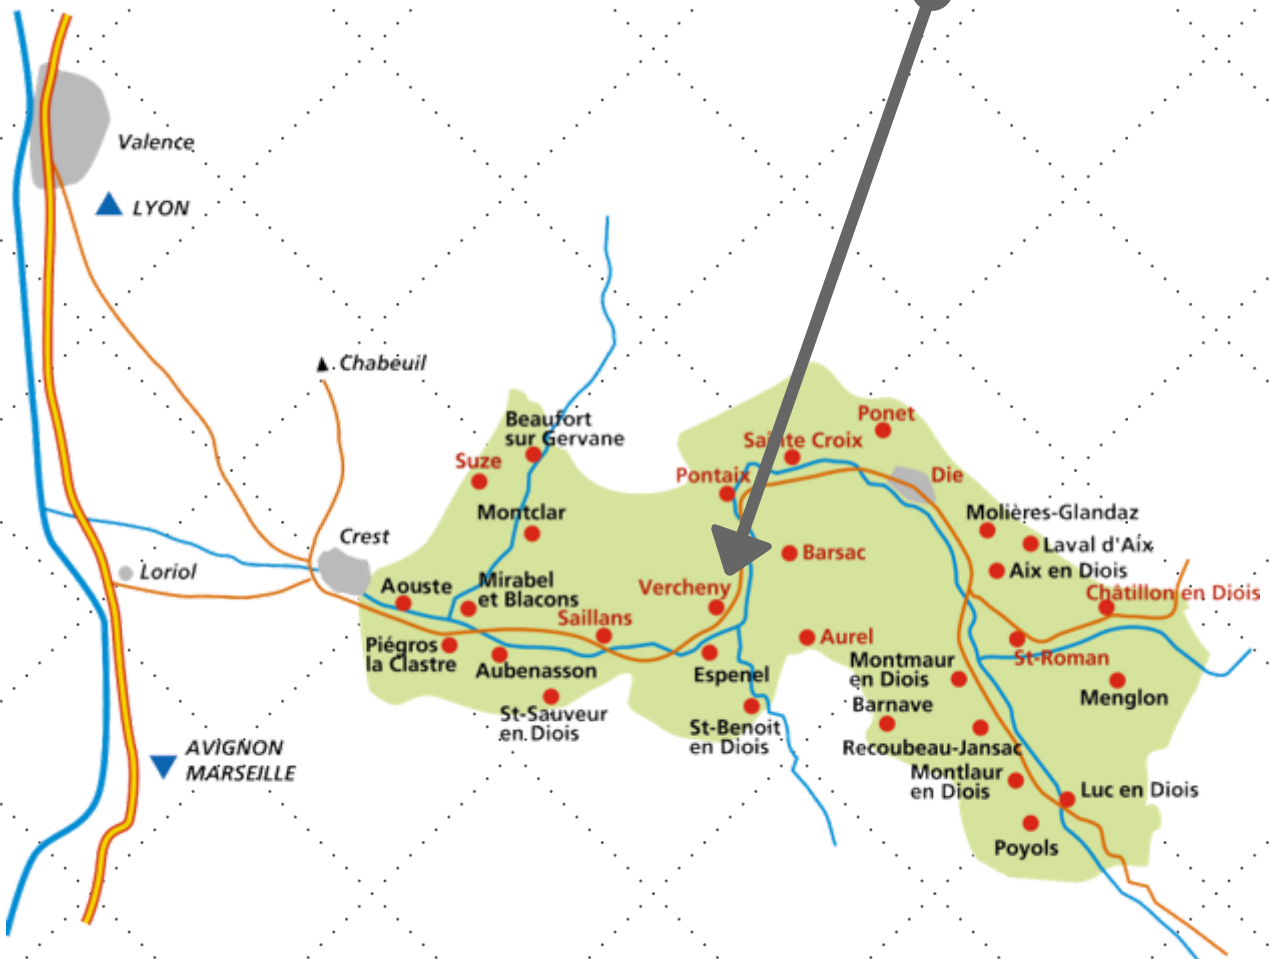 Valence
LYON
Chabeuil
Beaufort
sur Gervane
Ponet
Sainte Croix
Suze
Pontaix
Die
Montclar
Molières-Glandaz
Crest
Laval d'Aix
Barsac
Loriol
Aix en Diois
Aouste
Mirabel
et Blacons
Vercheny
Châtillon en Diois
Saillans
Piégros
la Clastre
Aurel
Aubenasson
Espenel
Montmaur
en Diois
St-Roman
Menglon
Barnave
St-Sauveur
en Diois
St-Benoit
en Diois
Recoubeau-Jansac
AVIGNON
MARSEILLE
Montlaur
en Diois
Luc en Diois
Poyols